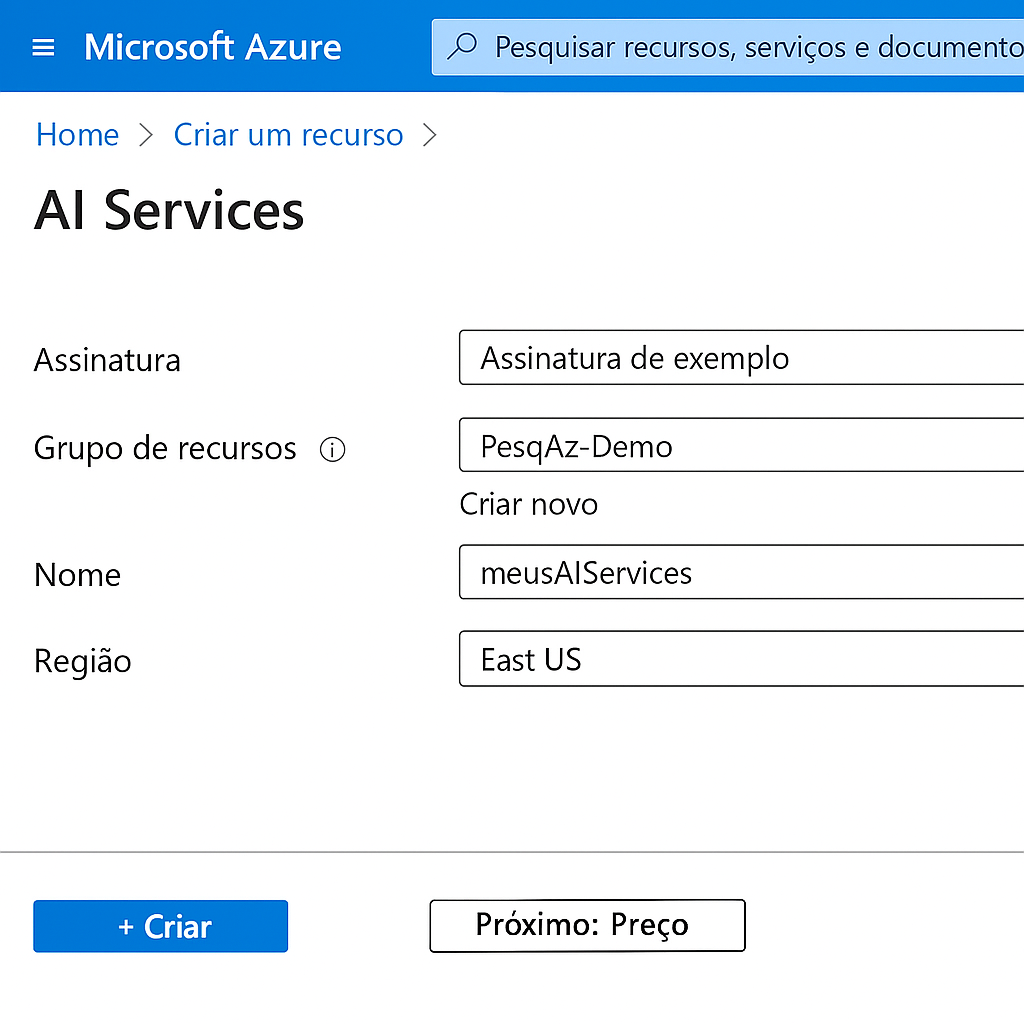 Microsoft Azure
Pesquisar recursos, serviços e documento
Home > Criar um recurso >
AI Services
Assinatura
Assinatura de exemplo
Grupo de recursos
PesqAz-Demo
Criar novo
Nome
meusAIServices
Região
East US
+ Criar
Próximo: Preço